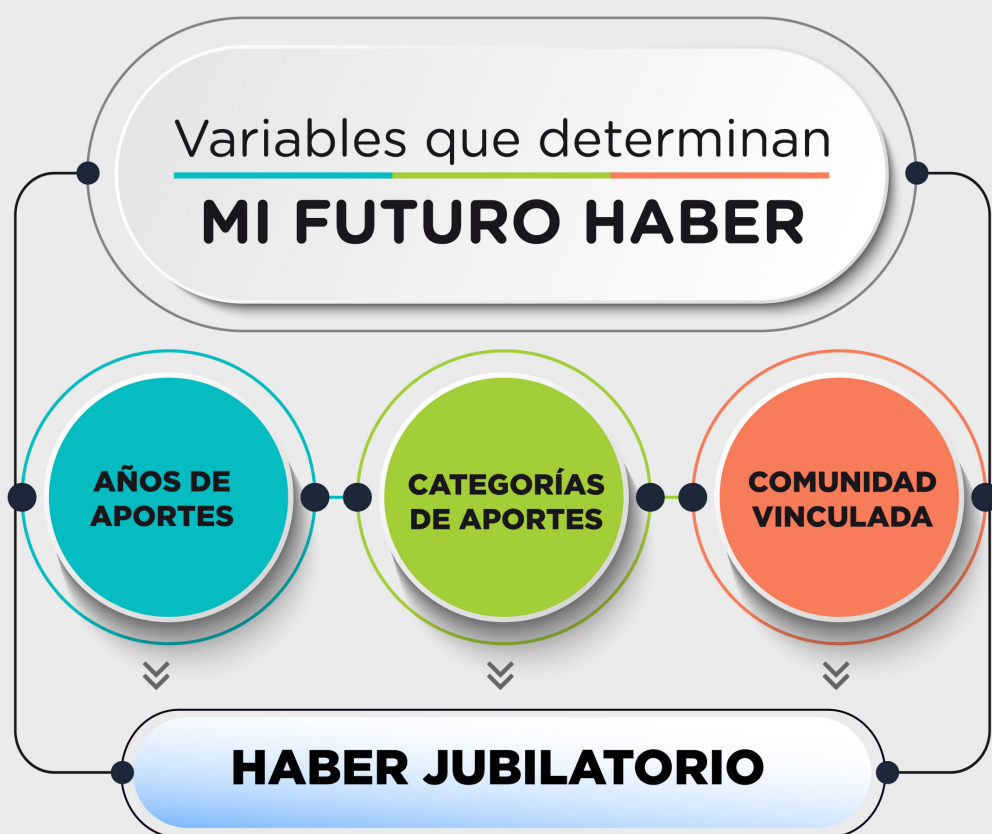 Variables que determinan
MI FUTURO HABER
AÑOS DE
APORTES
CATEGORÍAS
DE APORTES
COMUNIDAD
VINCULADA
HABER JUBILATORIO